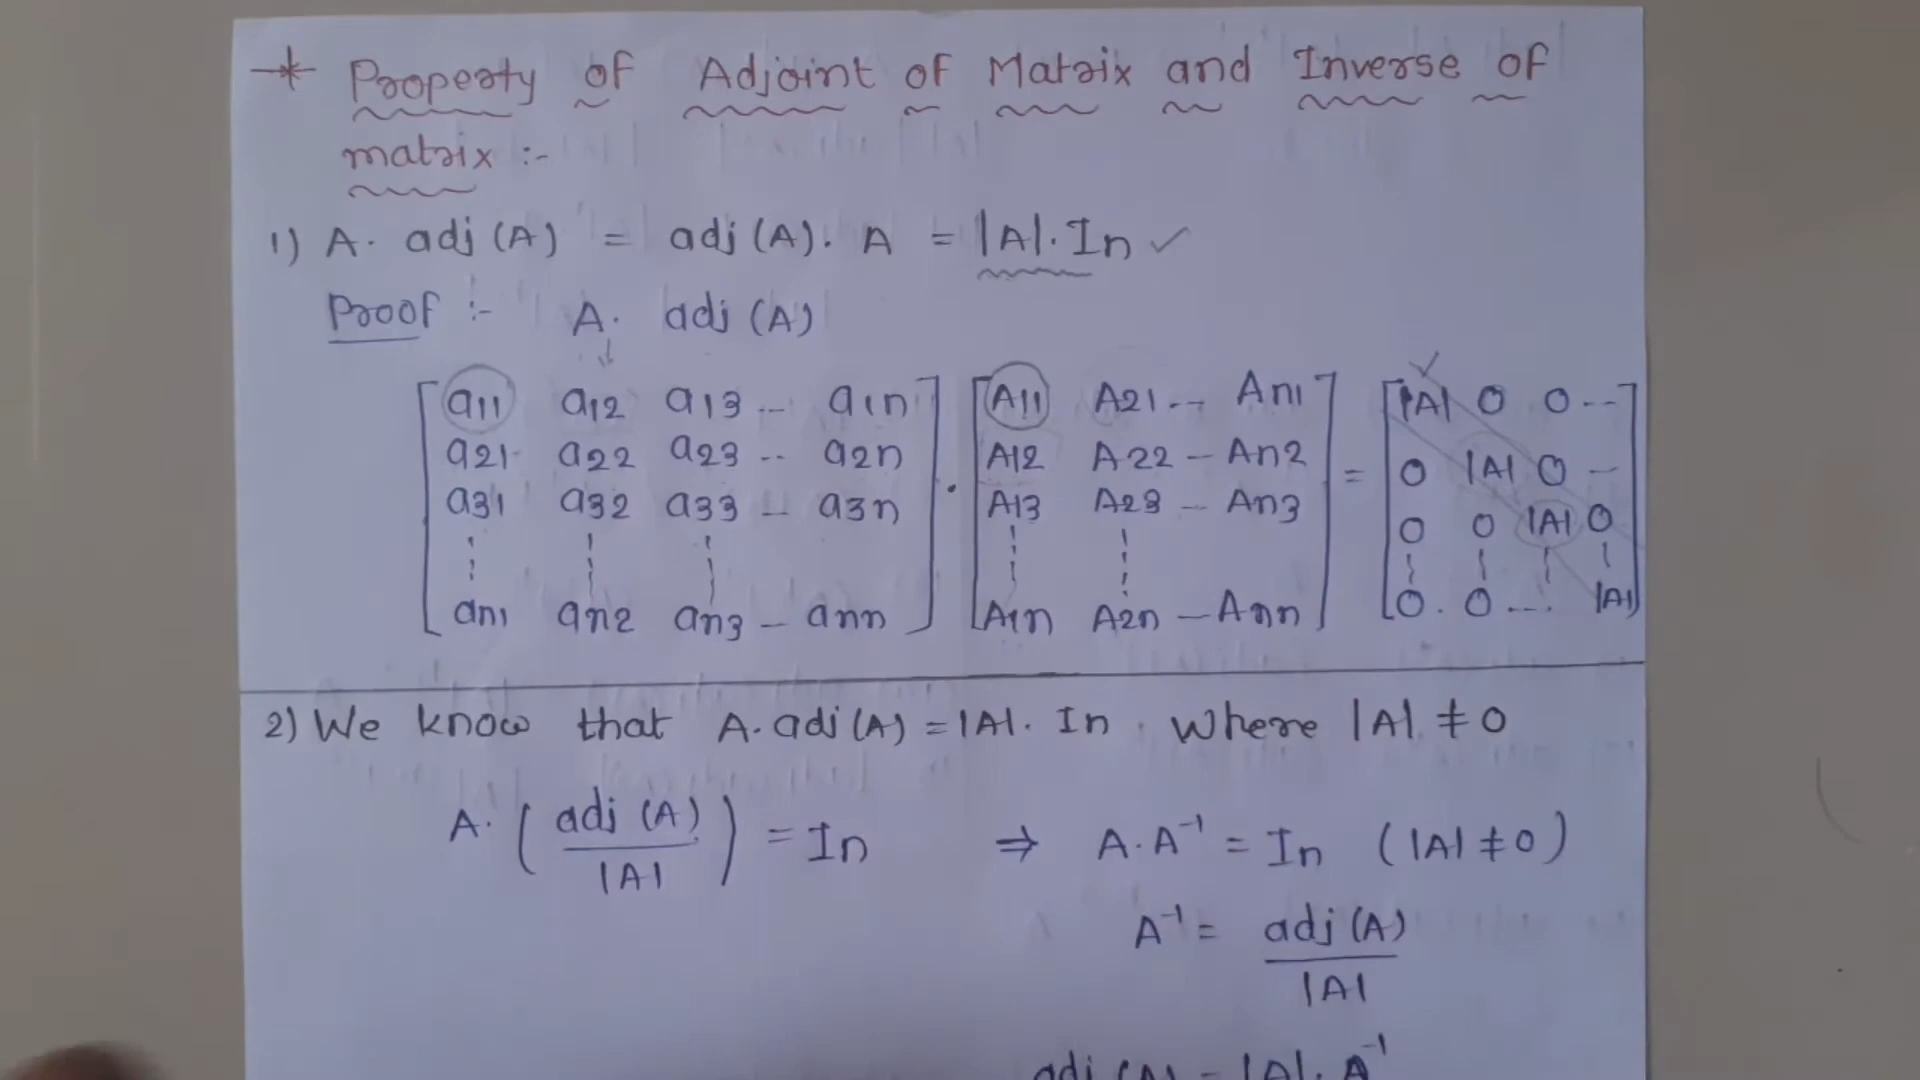 * Property of Adjoint of Matrix and Inverse of
matrix :-
1) A. adj (A) = adj (A). A = |A|. In ✓
Proof :- A. adj (A)
[a11 a12 a13 ... a1n] . [A11 A21 .. An1] = [|A| 0 0 --]
[a21 a22 a23 .. a2n] [A12 A22 - An2] [0 |A| 0 -]
[a31 a32 a33 .. a3n] [A13 A23 -- An3] [0 0 |A| 0]
[an1 an2 an3 - ann] [A1n A2n - Ann] [0 . 0 ... |A|]
2) We know that A. adj (A) = |A|. In where |A| ≠ 0
A. ( adj (A) / |A| ) = In ⇒ A. A⁻¹ = In (|A| ≠ 0)
A⁻¹ = adj (A) / |A|
adj (A) = |A|. A⁻¹